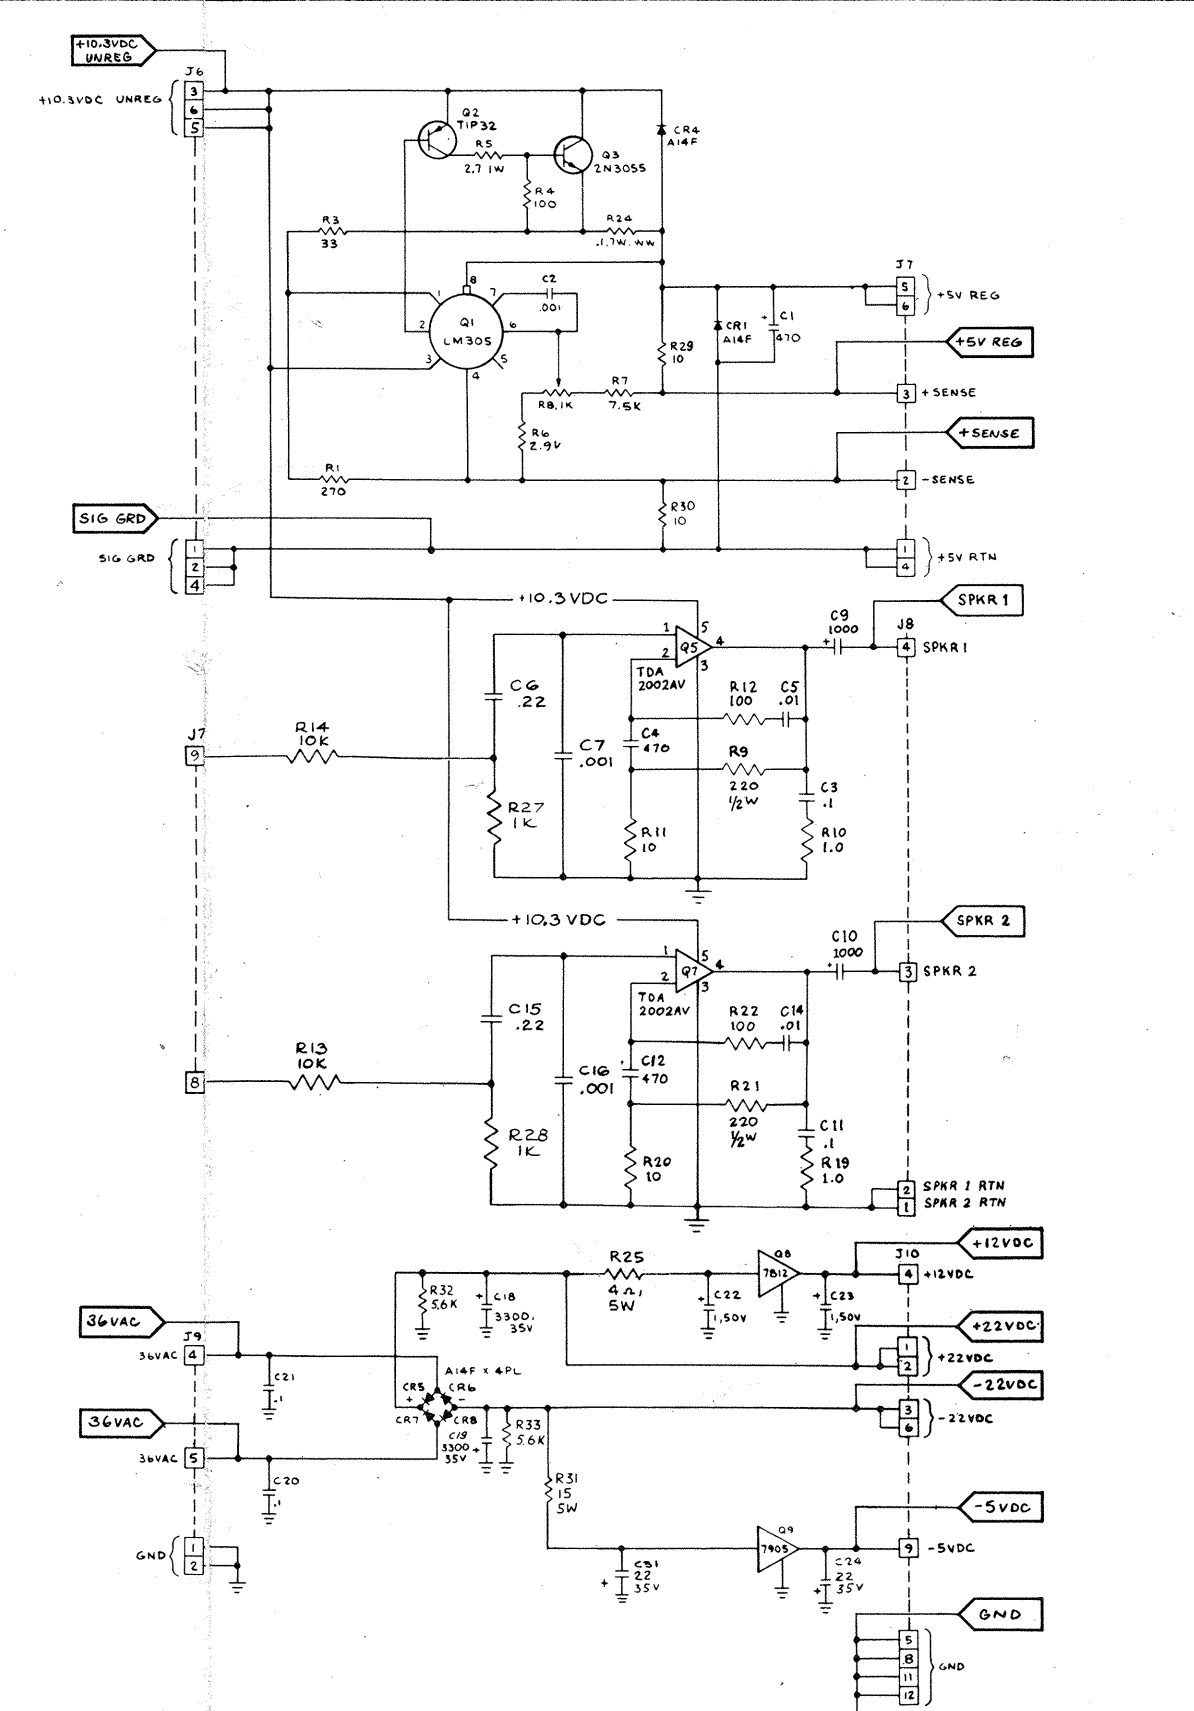 +10.3VDC
UNREG
J6
+10.3VDC UNREG
3
6
5
Q2
TIP32
R5
2.7 1W
R4
100
Q3
2N3055
CR4
A14F
R3
33
R24
.1,7W,WW
8
1
7
C2
.001
2
Q1
LM305
6
3
5
4
R8,1K
R7
7.5K
R29
10
CR1
A14F
+
C1
470
J7
5
6
+5V REG
+5V REG
3
+SENSE
+SENSE
R6
R1
270
2
-SENSE
R30
10
SIG GRD
SIG GRD
1
2
4
1
4
+5V RTN
+10.3VDC
SPKR 1
1
5
Q5
4
2
3
TDA
2002AV
C9
1000
+
J8
4
SPKR 1
C6
.22
R12
100
C5
.01
C4
470
C7
.001
R9
220
1/2W
C3
.1
J7
9
R14
10K
R27
1K
R11
10
R10
1.0
+10.3VDC
SPKR 2
1
5
Q7
4
2
3
TDA
2002AV
C10
1000
+
3
SPKR 2
C15
.22
R22
100
C14
.01
+
C12
470
C16
.001
R21
220
1/2W
C11
.1
8
R13
10K
R28
1K
R20
10
R19
1.0
2
SPKR 1 RTN
1
SPKR 2 RTN
R25
4Ω,
5W
Q8
7812
+12VDC
J10
4
+12VDC
R32
5.6K
+
C18
3300,
35V
+
C22
1,50V
+
C23
1,50V
+22VDC
1
2
+22VDC
36VAC
J9
36VAC
4
C21
.1
A14F x 4PL
CR5
CR6
+
-
CR7
CR8
C19
3300
35V
+
R33
5.6K
-22VDC
3
6
-22VDC
36VAC
36VAC
5
C20
.1
R31
15
5W
-5VDC
Q9
7905
9
-5VDC
C31
22
35V
+
C24
22
35V
+
GND
1
2
GND
5
8
11
12
GND